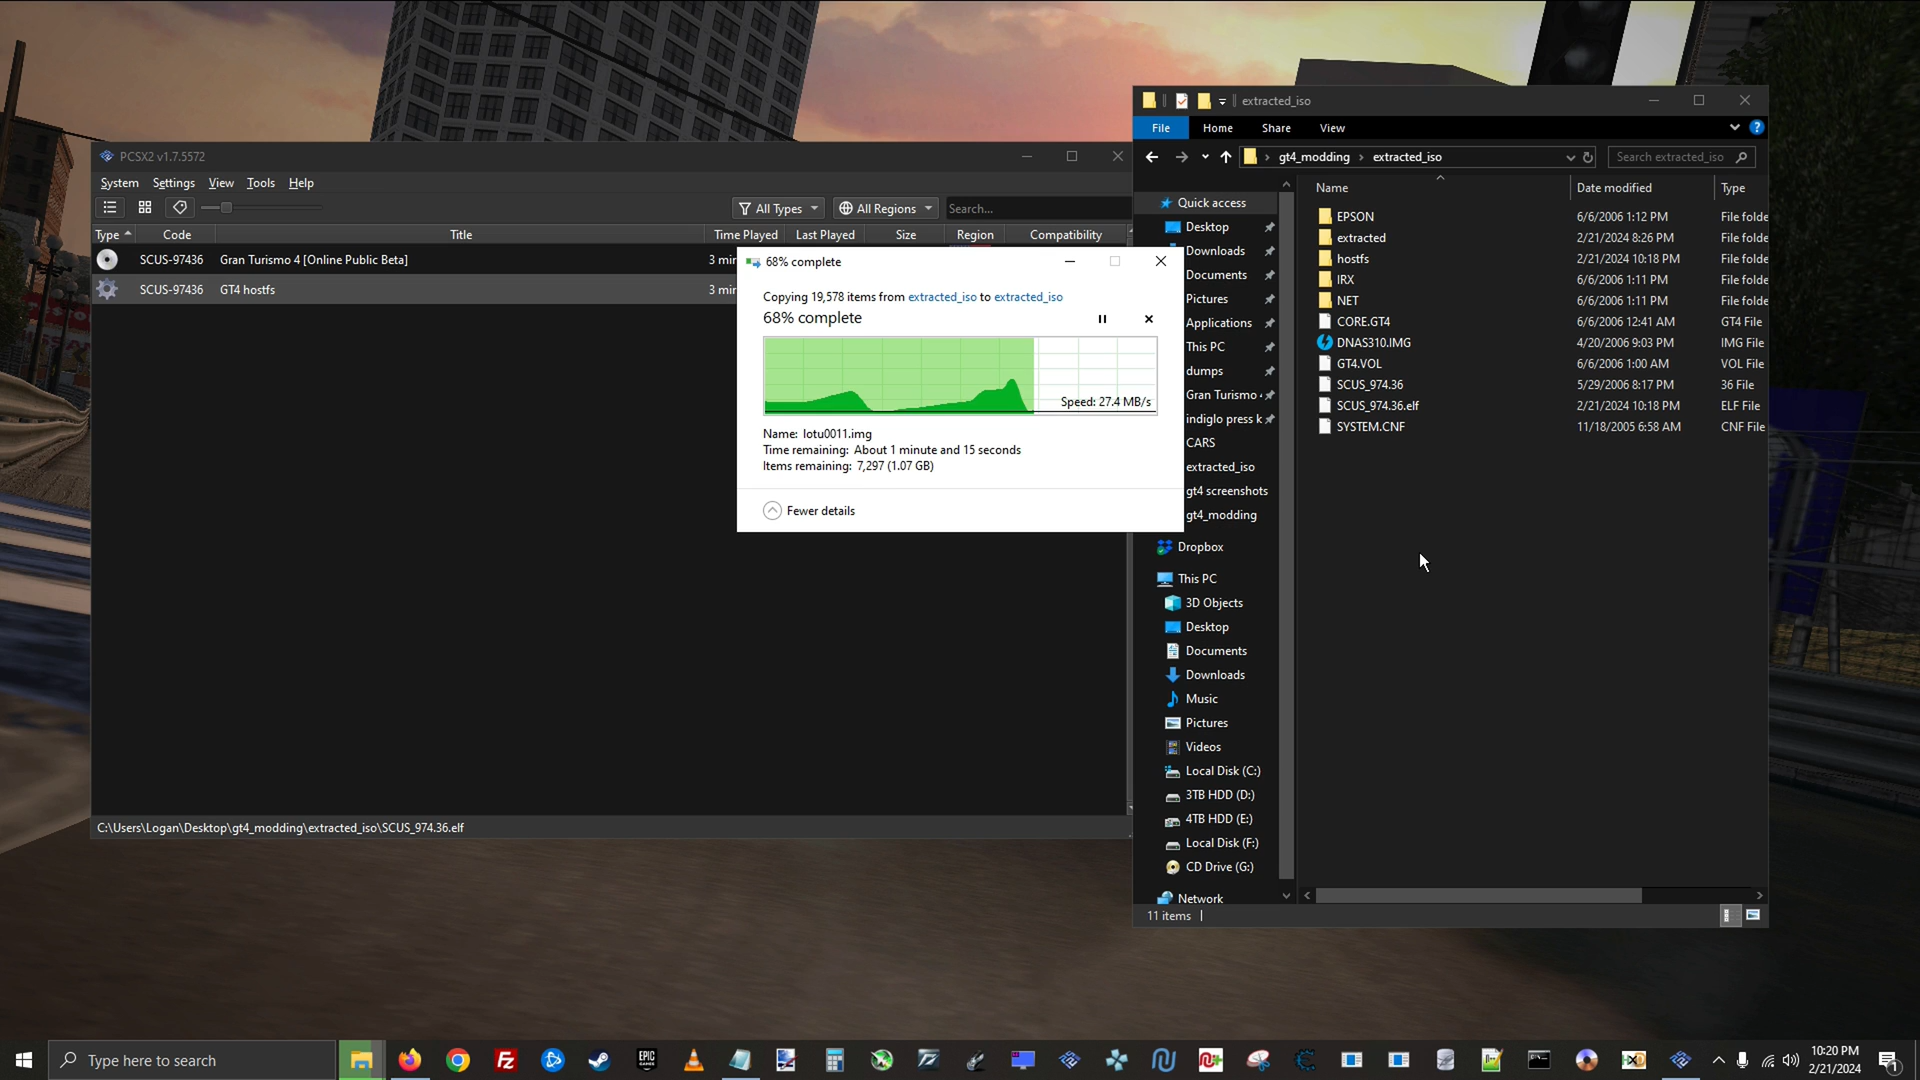 PCSX2 v1.7.5572
System Settings View Tools Help
All Types All Regions Search...
Type Code Title Time Played Last Played Size Region Compatibility
SCUS-97436 Gran Turismo 4 [Online Public Beta] 3 min
SCUS-97436 GT4 hostfs 3 min
C:\Users\Logan\Desktop\gt4_modding\extracted_iso\SCUS_974.36.elf
68% complete
Copying 19,578 items from extracted_iso to extracted_iso
68% complete
Speed: 27.4 MB/s
Name: lotu0011.img
Time remaining: About 1 minute and 15 seconds
Items remaining: 7,297 (1.07 GB)
Fewer details
extracted_iso
File Home Share View
gt4_modding extracted_iso Search extracted_iso
Quick access
Desktop
Downloads
Documents
Pictures
Applications
This PC
dumps
Gran Turismo
indiglo press k
CARS
extracted_iso
gt4 screenshots
gt4_modding
Dropbox
This PC
3D Objects
Desktop
Documents
Downloads
Music
Pictures
Videos
Local Disk (C:)
3TB HDD (D:)
4TB HDD (E:)
Local Disk (F:)
CD Drive (G:)
Network
Name Date modified Type
EPSON 6/6/2006 1:12 PM File folde
extracted 2/21/2024 8:26 PM File folde
hostfs 2/21/2024 10:18 PM File folde
IRX 6/6/2006 1:11 PM File folde
NET 6/6/2006 1:11 PM File folde
CORE.GT4 6/6/2006 12:41 AM GT4 File
DNAS310.IMG 4/20/2006 9:03 PM IMG File
GT4.VOL 6/6/2006 1:00 AM VOL File
SCUS_974.36 5/29/2006 8:17 PM 36 File
SCUS_974.36.elf 2/21/2024 10:18 PM ELF File
SYSTEM.CNF 11/18/2005 6:58 AM CNF File
11 items
Type here to search
EPIC GAMES
10:20 PM
2/21/2024
1